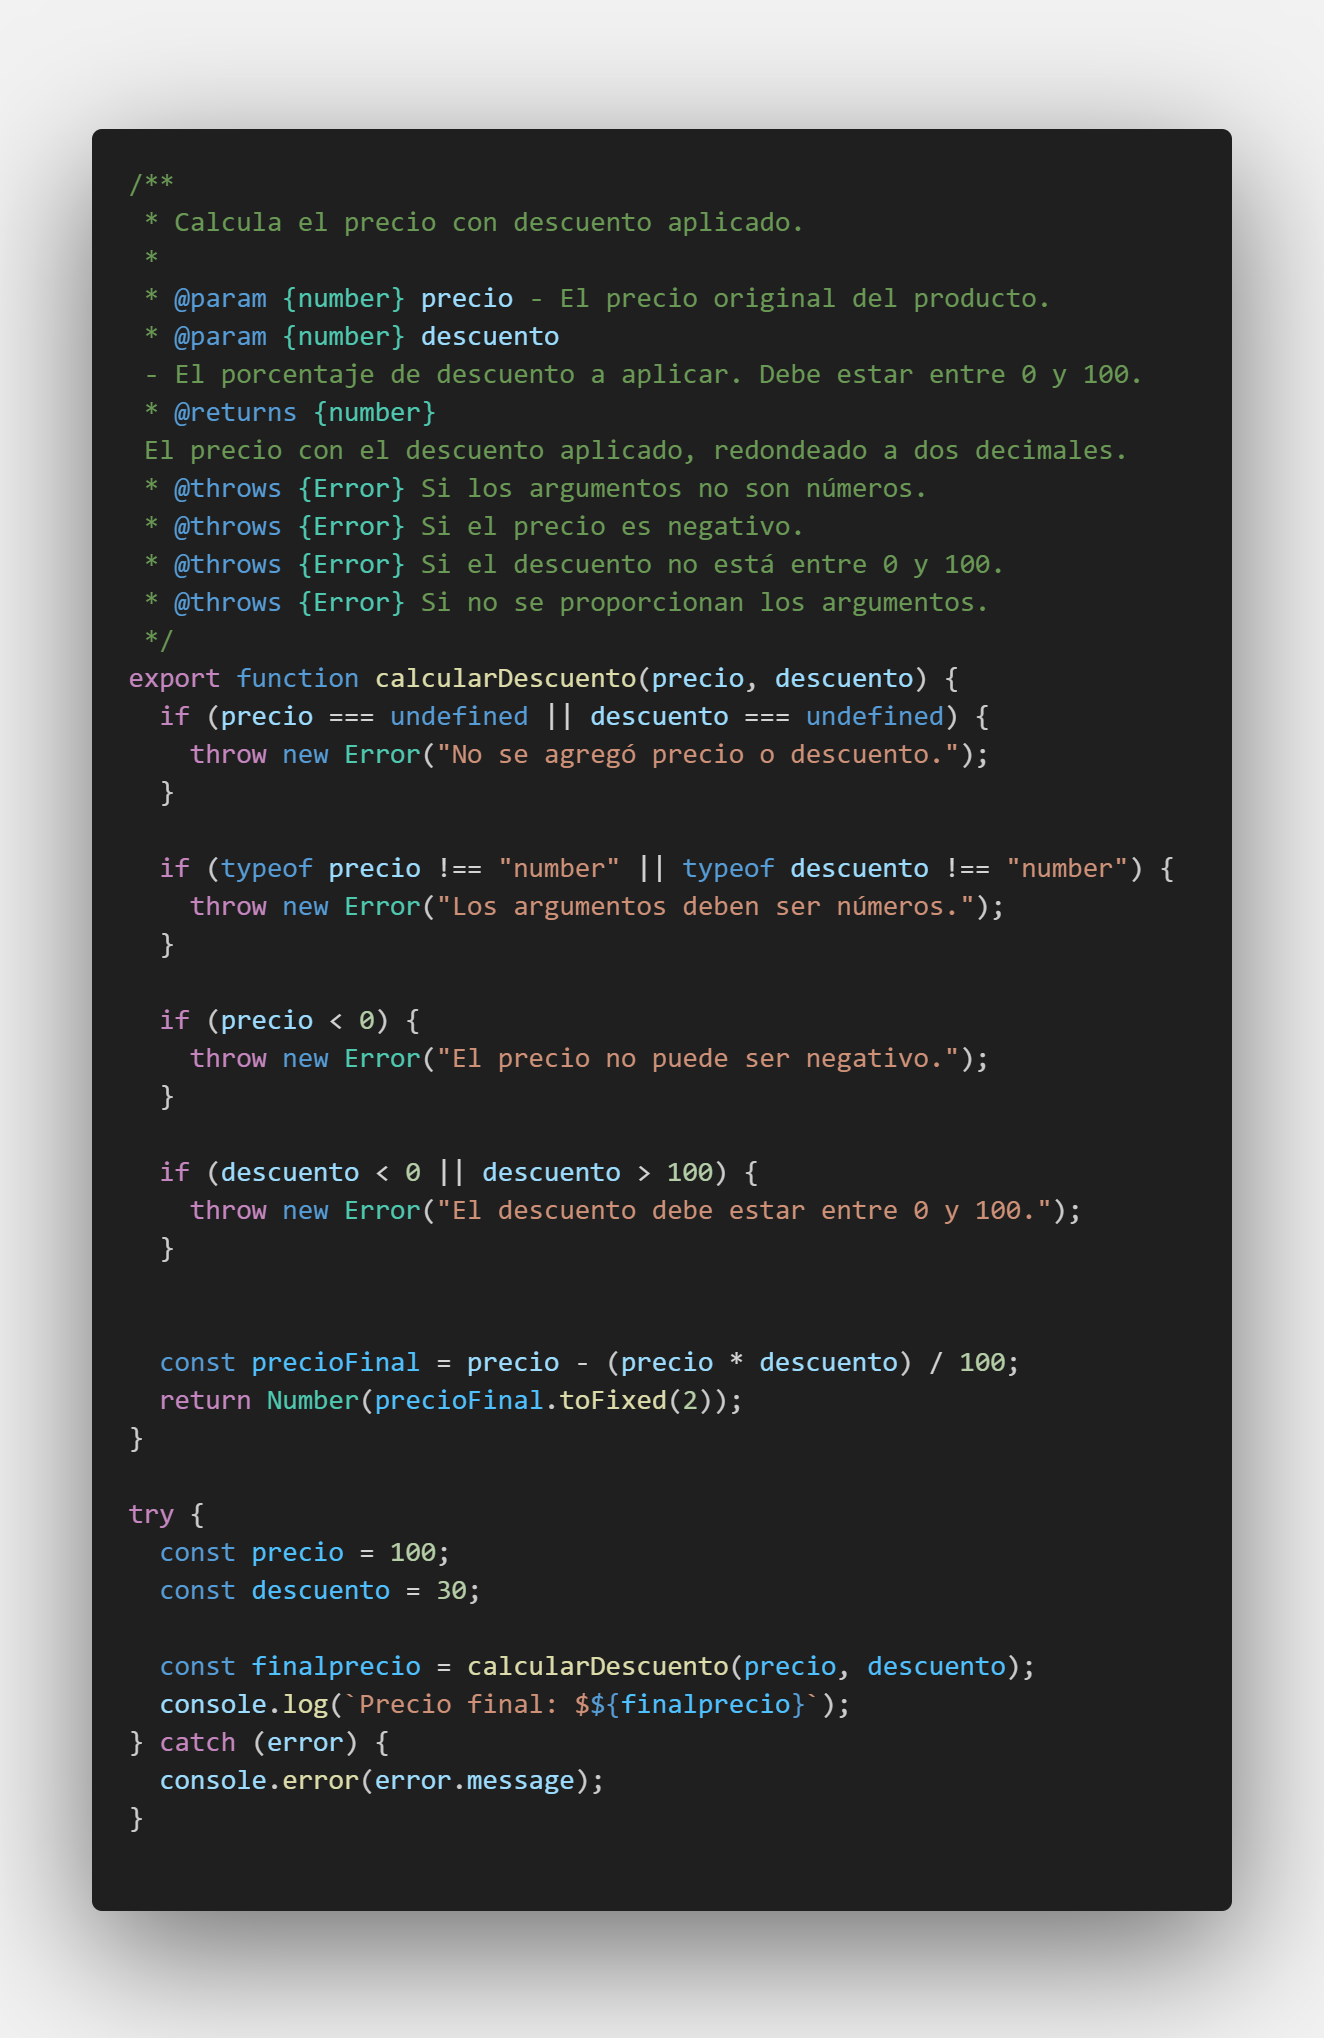 /**
 * Calcula el precio con descuento aplicado.
 *
 * @param {number} precio - El precio original del producto.
 * @param {number} descuento
 - El porcentaje de descuento a aplicar. Debe estar entre 0 y 100.
 * @returns {number}
 El precio con el descuento aplicado, redondeado a dos decimales.
 * @throws {Error} Si los argumentos no son números.
 * @throws {Error} Si el precio es negativo.
 * @throws {Error} Si el descuento no está entre 0 y 100.
 * @throws {Error} Si no se proporcionan los argumentos.
 */
export function calcularDescuento(precio, descuento) {
  if (precio === undefined || descuento === undefined) {
    throw new Error("No se agregó precio o descuento.");
  }

  if (typeof precio !== "number" || typeof descuento !== "number") {
    throw new Error("Los argumentos deben ser números.");
  }

  if (precio < 0) {
    throw new Error("El precio no puede ser negativo.");
  }

  if (descuento < 0 || descuento > 100) {
    throw new Error("El descuento debe estar entre 0 y 100.");
  }


  const precioFinal = precio - (precio * descuento) / 100;
  return Number(precioFinal.toFixed(2));
}

try {
  const precio = 100;
  const descuento = 30;

  const finalprecio = calcularDescuento(precio, descuento);
  console.log(`Precio final: $${finalprecio}`);
} catch (error) {
  console.error(error.message);
}